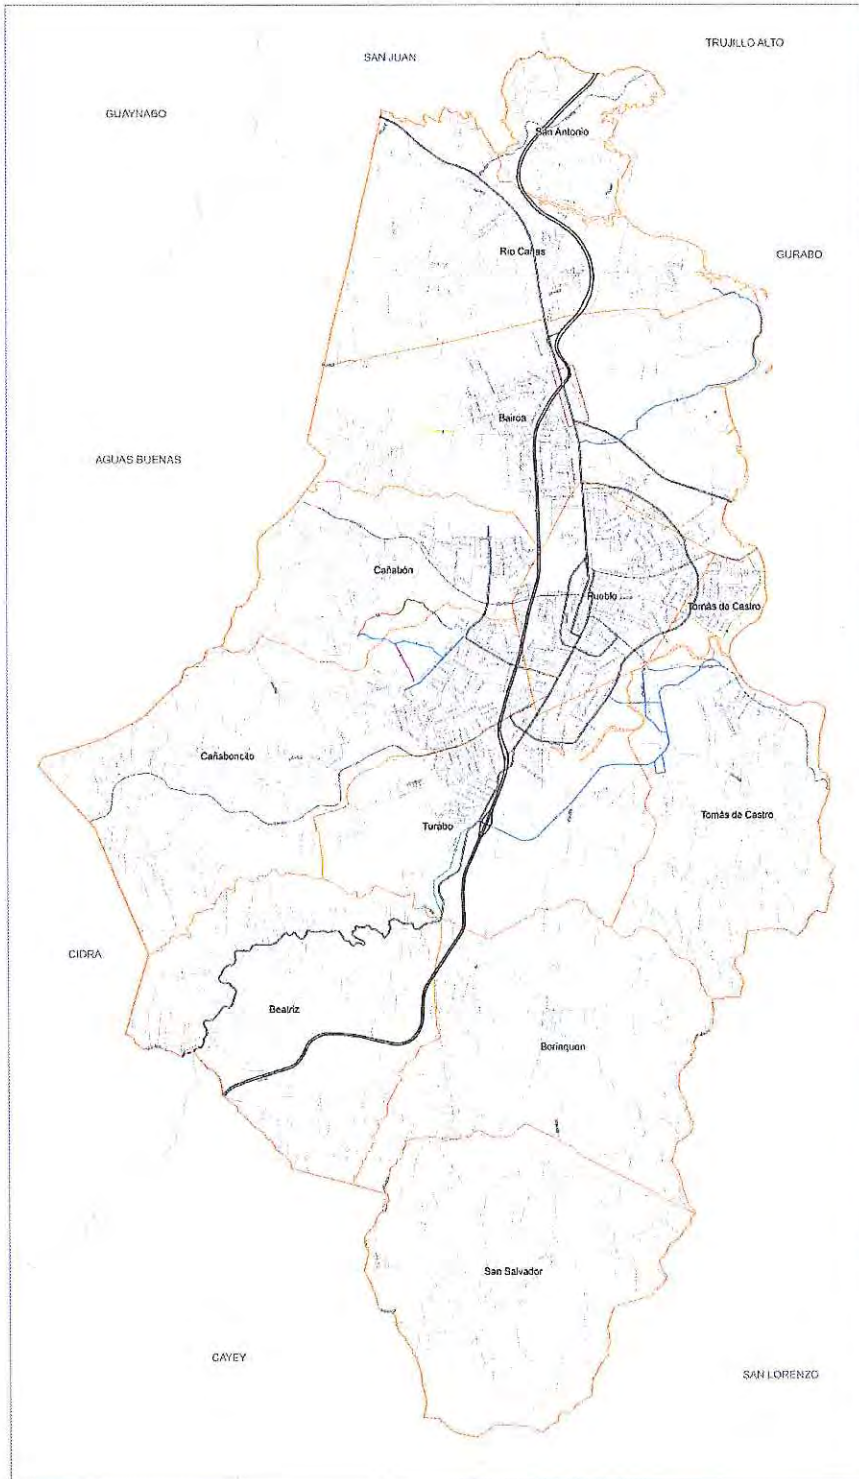 TRUJILLO ALTO
SAN JUAN
GUAYNABO
San Antonio
Río Cañas
GURABO
Bairoa
AGUAS BUENAS
Cañabón
Pueblo
Tomás de Castro
Cañaboncito
Tomás de Castro
Turabo
CIDRA
Beatriz
Borinquen
San Salvador
CAYEY
SAN LORENZO